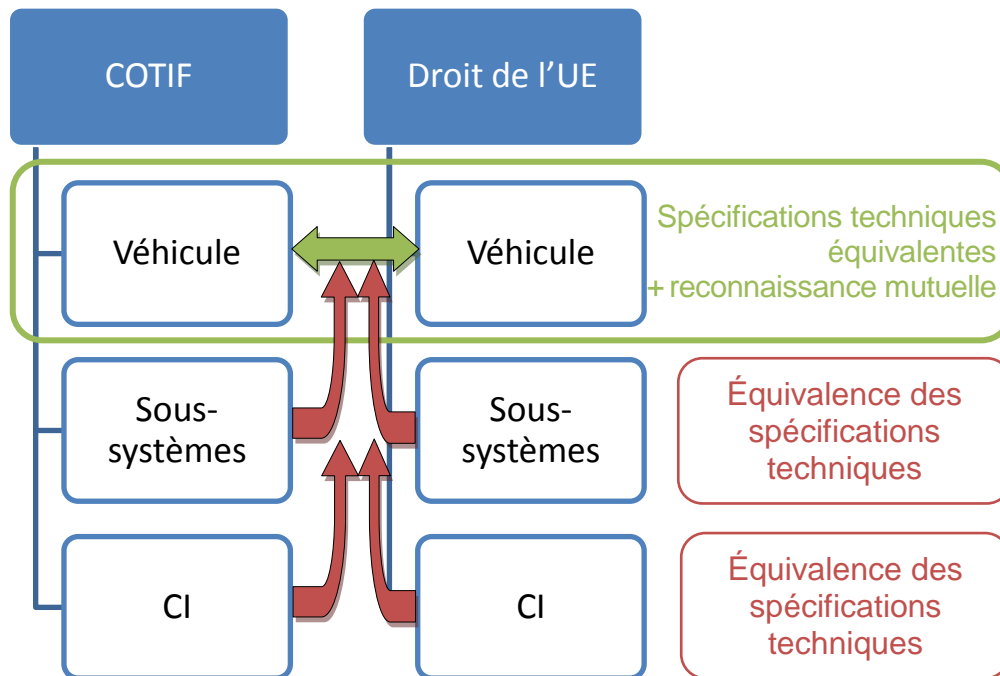 COTIF
Droit de l’UE
Véhicule
Véhicule
Spécifications techniques
équivalentes
+ reconnaissance mutuelle
Sous-
systèmes
Sous-
systèmes
Équivalence des
spécifications
techniques
CI
CI
Équivalence des
spécifications
techniques